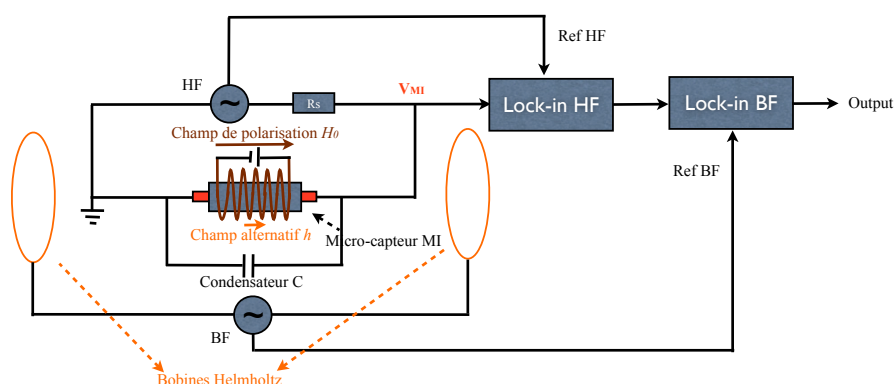 Ref HF
HF
Rs
VMI
Lock-in HF
Lock-in BF
Output
Champ de polarisation H0
Ref BF
Champ alternatif h
Micro-capteur MI
Condensateur C
BF
Bobines Helmholtz